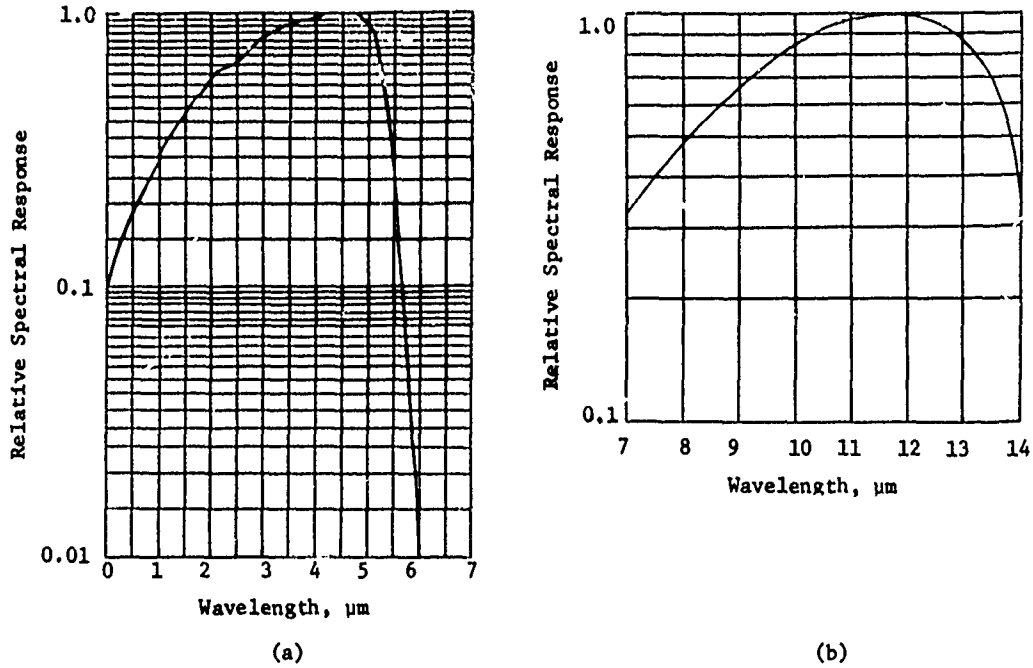 1.0
0.1
0.01
Relative Spectral Response
0 1 2 3 4 5 6 7
Wavelength, µm
(a)
1.0
0.1
Relative Spectral Response
7 8 9 10 11 12 13 14
Wavelength, µm
(b)